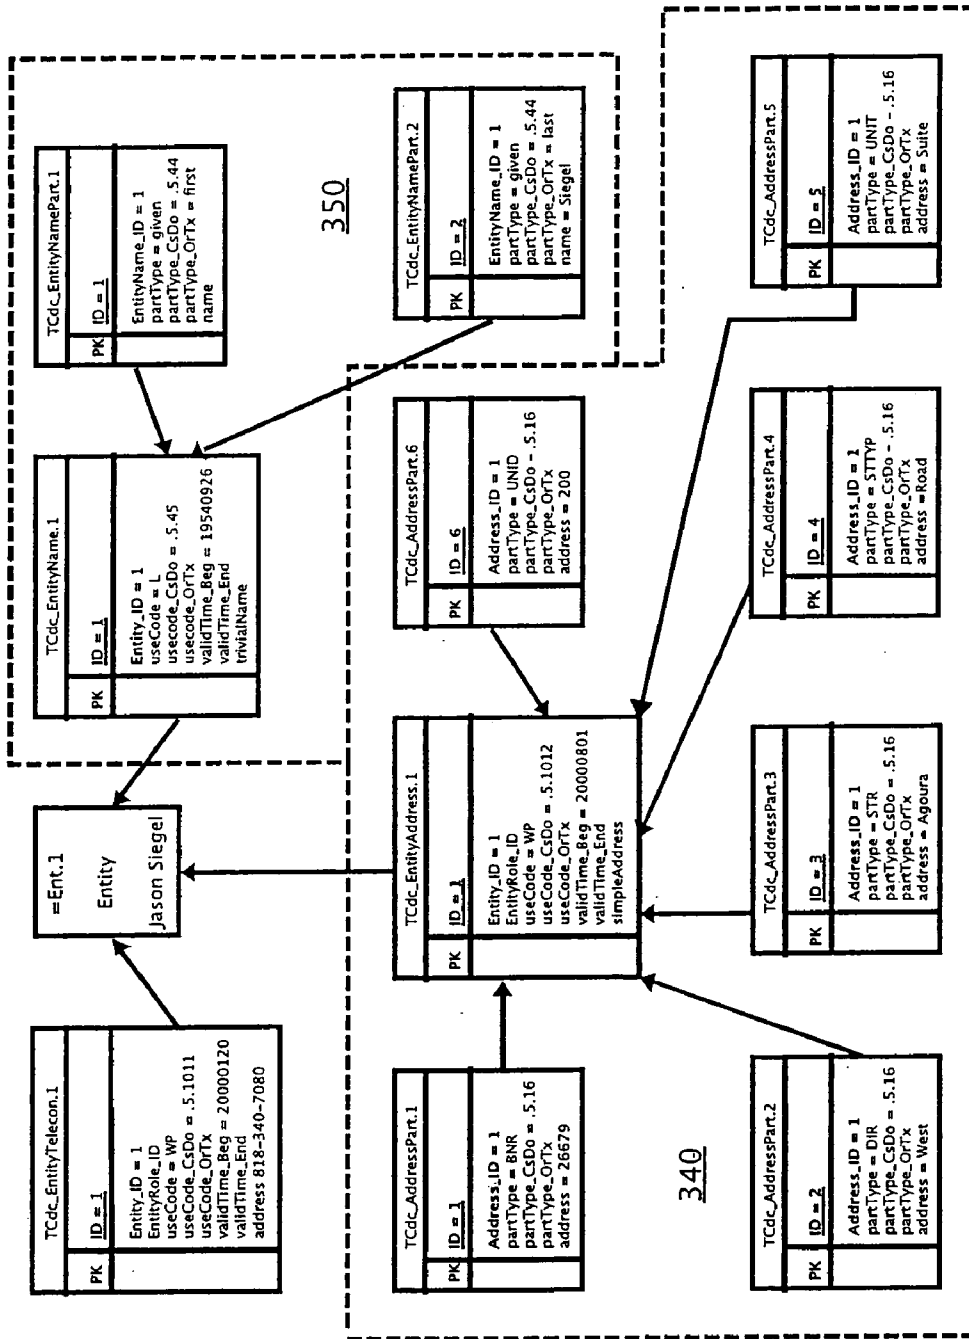 TCdc_EntityTelecon.1
PK
ID = 1
Entity_ID = 1
EntityRole_ID
useCode = WP
useCode_CsDo = .5.1011
useCode_OrTx
validTime_Beg = 20000120
validTime_End
address 818-340-7080
=Ent.1
Entity
Jason Siegel
TCdc_EntityName.1
PK
ID = 1
Entity_ID = 1
useCode = L
usecode_CsDo = .5.45
usecode_OrTx
validTime_Beg = 19540926
validTime_End
trivialName
TCdc_EntityNamePart.1
PK
ID = 1
EntityName_ID = 1
partType = given
partType_CsDo = .5.44
partType_OrTx = first
name
350
TCdc_EntityNamePart.2
PK
ID = 2
EntityName_ID = 1
partType = given
partType_CsDo = .5.44
partType_OrTx = last
name = Siegel
TCdc_AddressPart.1
PK
ID = 1
Address_ID = 1
partType = BNR
partType_CsDo = .5.16
partType_OrTx
address = 26679
TCdc_EntityAddress.1
PK
ID = 1
Entity_ID = 1
EntityRole_ID
useCode = WP
useCode_CsDo = .5.1012
useCode_OrTx
validTime_Beg = 20000801
validTime_End
simpleAddress
TCdc_AddressPart.6
PK
ID = 6
Address_ID = 1
partType = UNID
partType_CsDo - .5.16
partType_OrTx
address = 200
340
TCdc_AddressPart.2
PK
ID = 2
Address_ID = 1
partType = DIR
partType_CsDo = .5.16
partType_OrTx
address = West
TCdc_AddressPart.3
PK
ID = 3
Address_ID = 1
partType = STR
partType_CsDo = .5.16
partType_OrTx
address = Agoura
TCdc_AddressPart.4
PK
ID = 4
Address_ID = 1
partType = STTYP
partType_CsDo - .5.16
partType_OrTx
address =Road
TCdc_AddressPart.5
PK
ID = 5
Address_ID = 1
partType = UNIT
partType_CsDo - .5.16
partType_OrTx
address = Suite